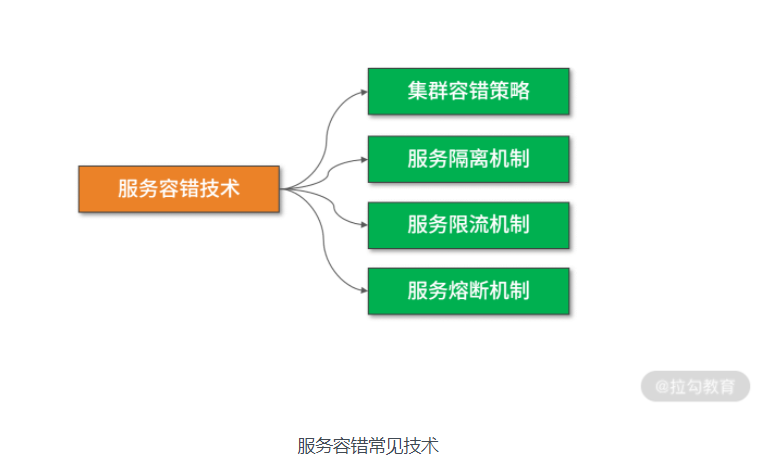 集群容错策略
服务隔离机制
服务容错技术
服务限流机制
服务熔断机制
@拉勾教育
服务容错常见技术